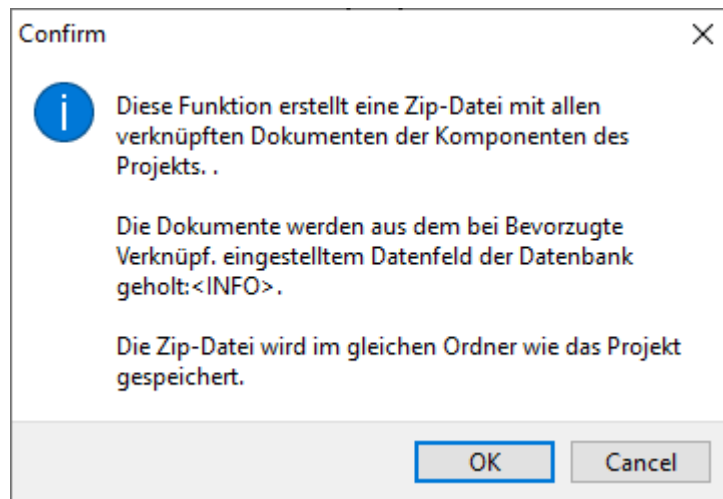 Confirm
Diese Funktion erstellt eine Zip-Datei mit allen
verknüpften Dokumenten der Komponenten des
Projekts. .
Die Dokumente werden aus dem bei Bevorzugte
Verknüpf. eingestelltem Datenfeld der Datenbank
geholt:<INFO>.
Die Zip-Datei wird im gleichen Ordner wie das Projekt
gespeichert.
OK
Cancel